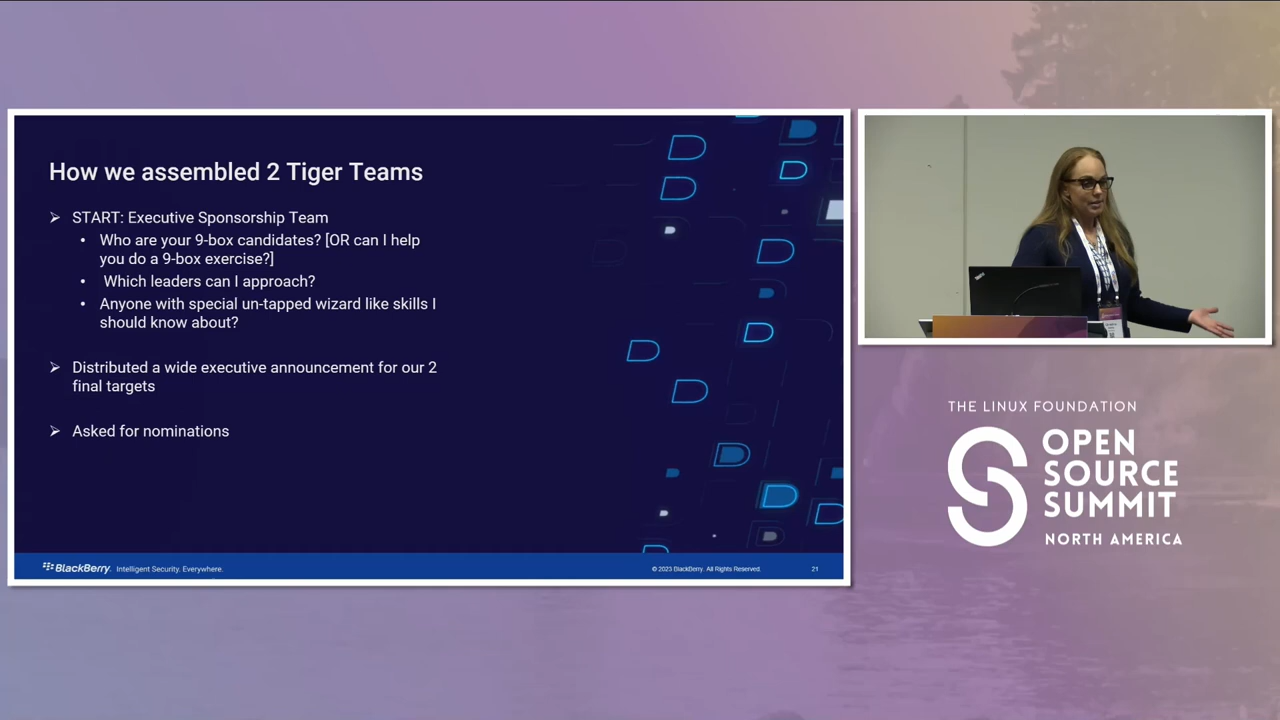 How we assembled 2 Tiger Teams
START: Executive Sponsorship Team
Who are your 9-box candidates? [OR can I help
you do a 9-box exercise?]
Which leaders can I approach?
Anyone with special un-tapped wizard like skills I
should know about?
Distributed a wide executive announcement for our 2
final targets
Asked for nominations
BlackBerry Intelligent Security. Everywhere.
© 2023 BlackBerry. All Rights Reserved.
21
THE LINUX FOUNDATION
OPEN
SOURCE
SUMMIT
NORTH AMERICA